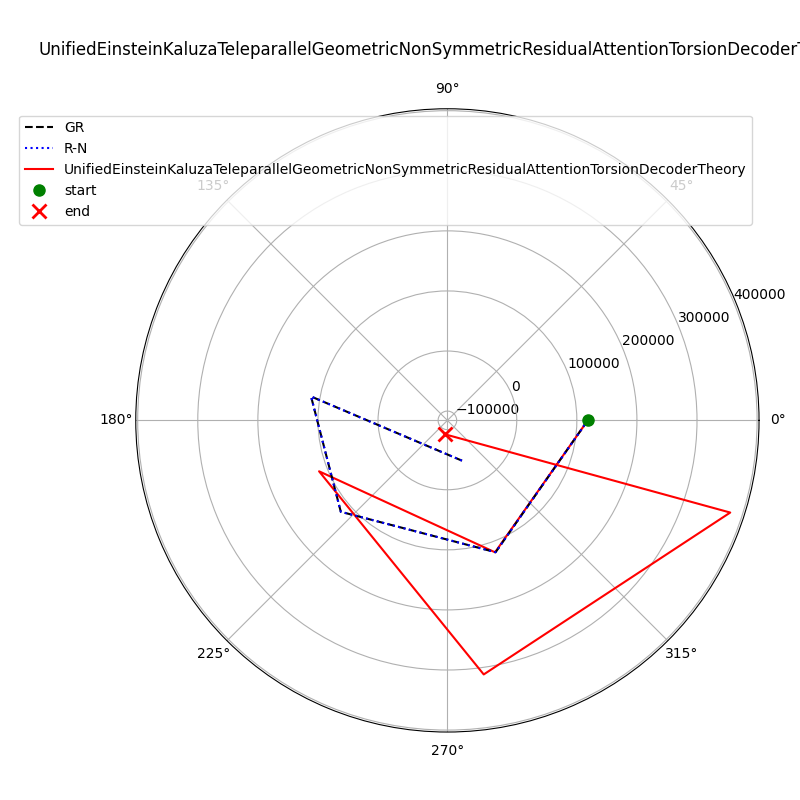 UnifiedEinsteinKaluzaTeleparallelGeometricNonSymmetricResidualAttentionTorsionDecoderT
90°
GR
R-N
UnifiedEinsteinKaluzaTeleparallelGeometricNonSymmetricResidualAttentionTorsionDecoderTheory
135°
45°
start
end
400000
300000
200000
100000
0
−100000
180°
0°
225°
315°
270°